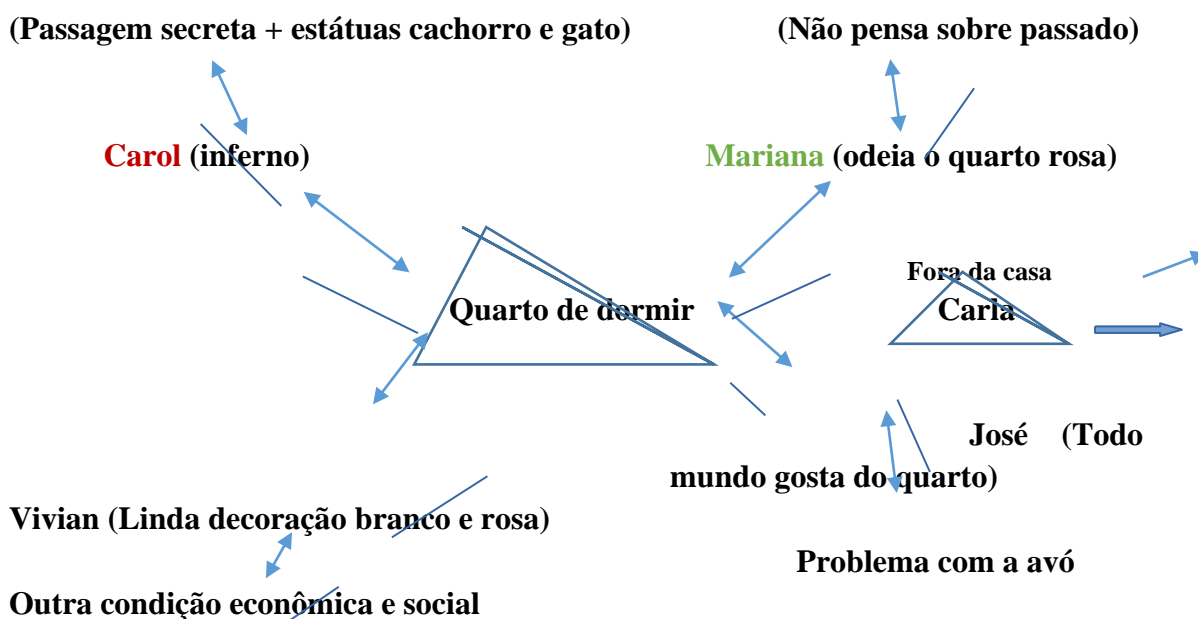 (Passagem secreta + estátuas cachorro e gato) (Não pensa sobre passado)
Carol (inferno) Mariana (odeia o quarto rosa)
Fora da casa
Quarto de dormir Carla
José (Todo
mundo gosta do quarto)
Vivian (Linda decoração branco e rosa)
Problema com a avó
Outra condição econômica e social